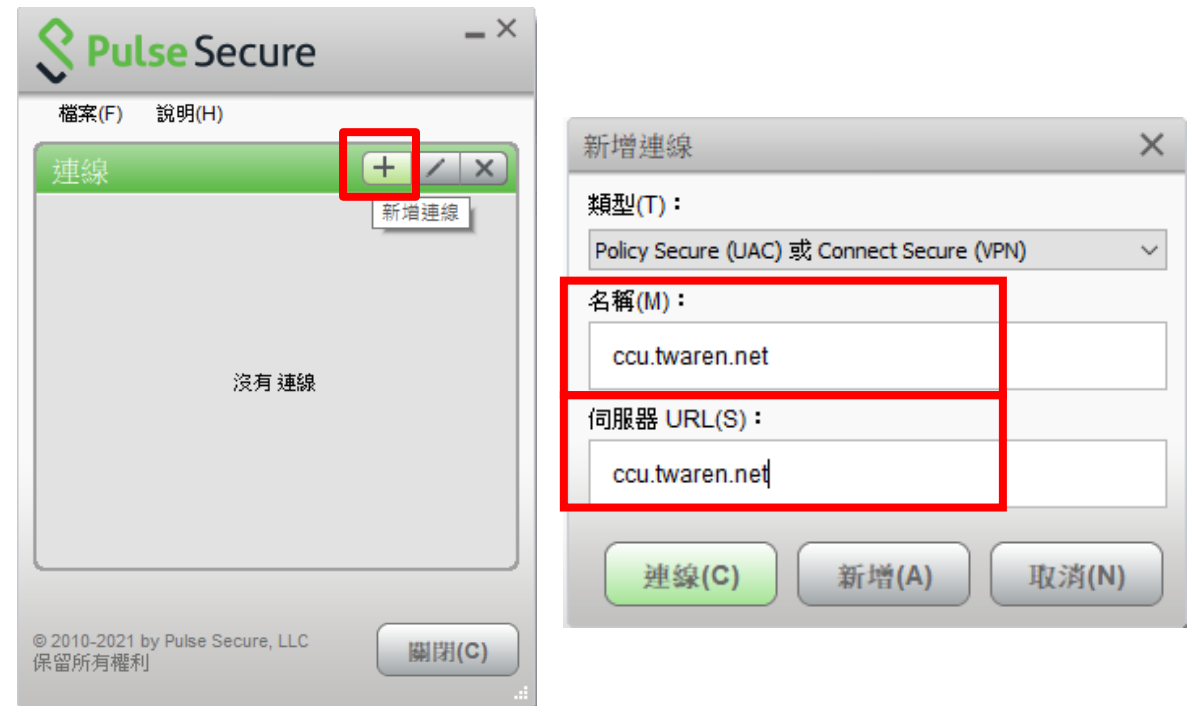 Pulse Secure
檔案(F) 說明(H)
連線
新增連線
沒有 連線
© 2010-2021 by Pulse Secure, LLC
保留所有權利
關閉(C)
新增連線
類型(T)：
Policy Secure (UAC) 或 Connect Secure (VPN)
名稱(M)：
ccu.twaren.net
伺服器 URL(S)：
ccu.twaren.net
連線(C) 新增(A) 取消(N)